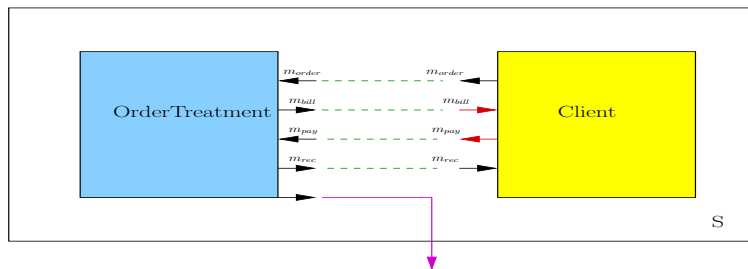 m_order m_order
m_bill m_bill
OrderTreatment Client
m_pay m_pay
m_rec m_rec
S